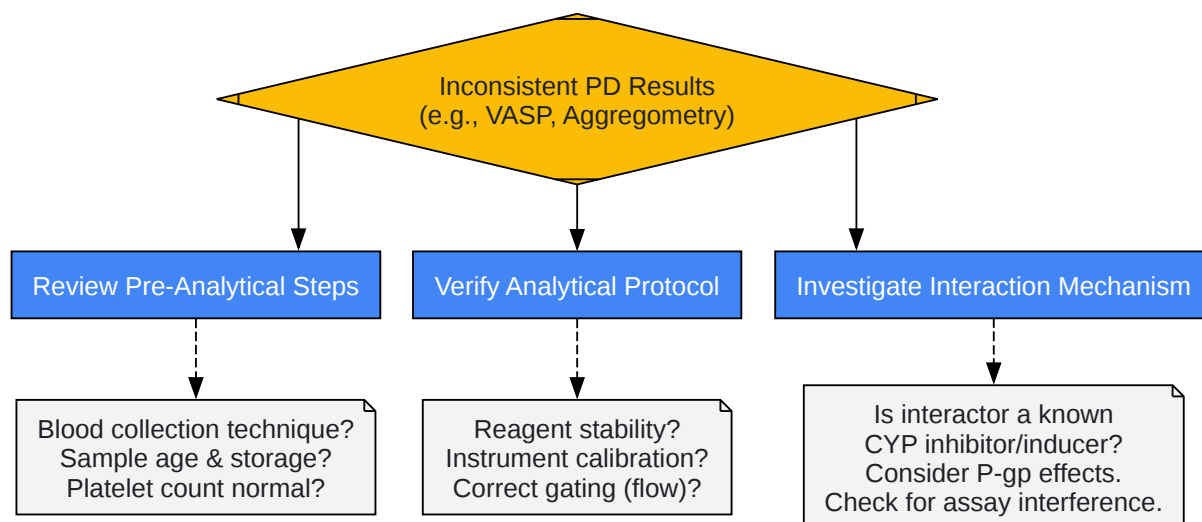 Inconsistent PD Results
(e.g., VASP, Aggregometry)
Review Pre-Analytical Steps
Verify Analytical Protocol
Investigate Interaction Mechanism
Blood collection technique?
Sample age & storage?
Platelet count normal?
Reagent stability?
Instrument calibration?
Correct gating (flow)?
Is interactor a known
CYP inhibitor/inducer?
Consider P-gp effects.
Check for assay interference.